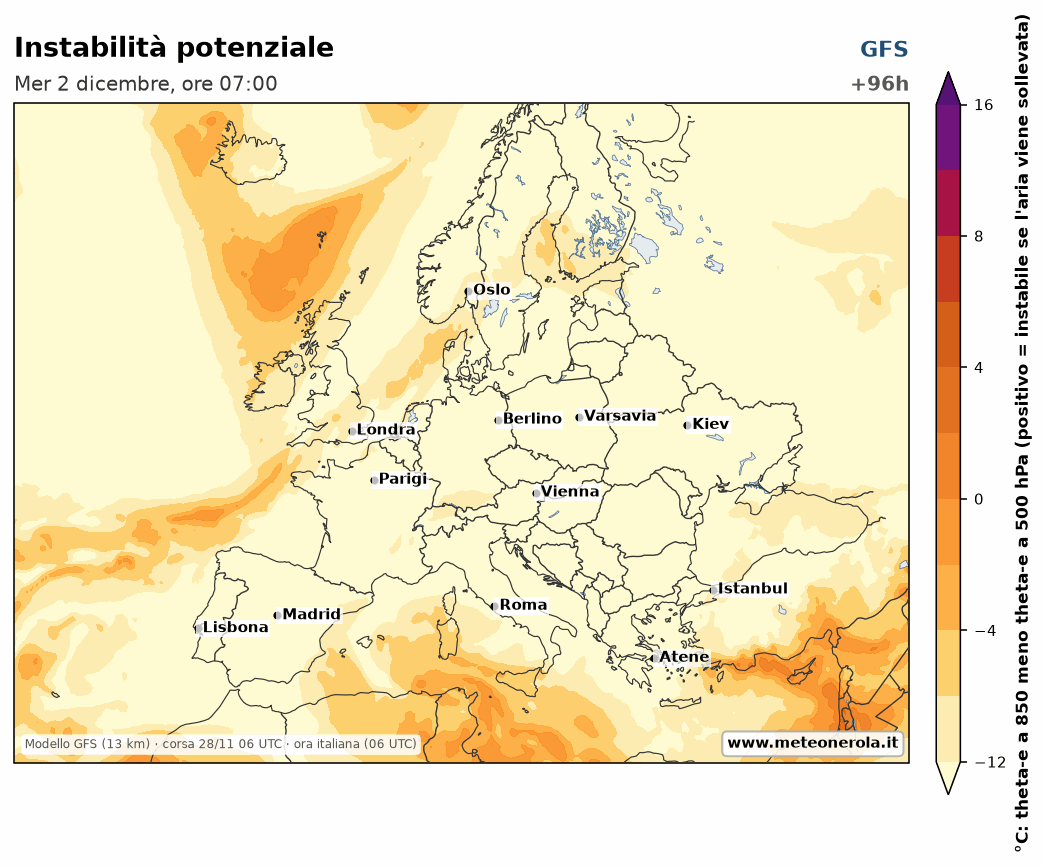 Instabilità potenziale
GFS
Mer 2 dicembre, ore 07:00
+96h
Oslo
Berlino
Varsavia
Kiev
Londra
Parigi
Vienna
Istanbul
Roma
Madrid
Lisbona
Atene
Modello GFS (13 km) · corsa 28/11 06 UTC · ora italiana (06 UTC)
www.meteonerola.it
16
8
4
0
−4
−12
°C: theta-e a 850 meno theta-e a 500 hPa (positivo = instabile se l'aria viene sollevata)